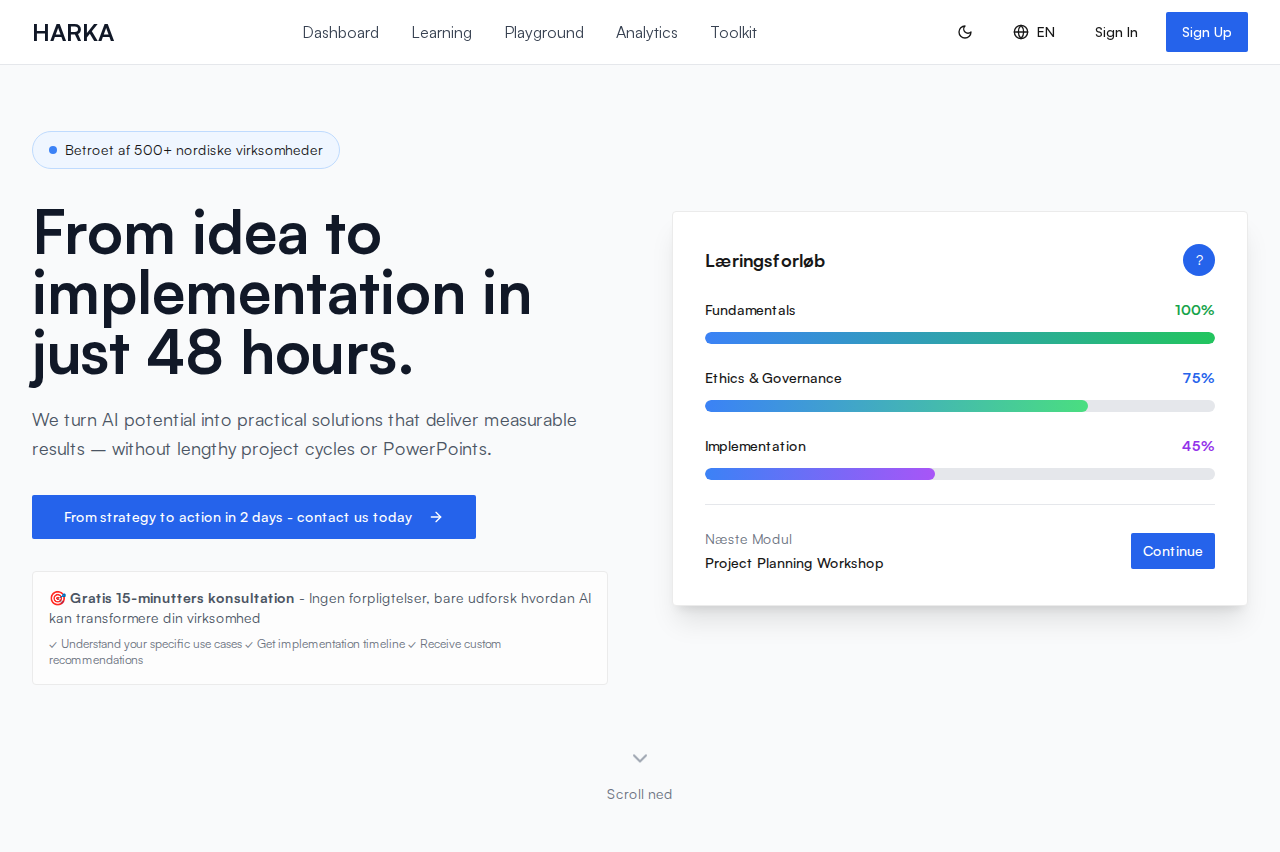 HARKA
Dashboard
Learning
Playground
Analytics
Toolkit
EN
Sign In
Sign Up
Betroet af 500+ nordiske virksomheder
From idea to
implementation in
just 48 hours.
We turn AI potential into practical solutions that deliver measurable
results — without lengthy project cycles or PowerPoints.
From strategy to action in 2 days - contact us today →
🎯 Gratis 15-minutters konsultation - Ingen forpligtelser, bare udforsk hvordan AI
kan transformere din virksomhed
✓ Understand your specific use cases ✓ Get implementation timeline ✓ Receive custom
recommendations
Læringsforløb
?
Fundamentals
100%
Ethics & Governance
75%
Implementation
45%
Næste Modul
Project Planning Workshop
Continue
Scroll ned